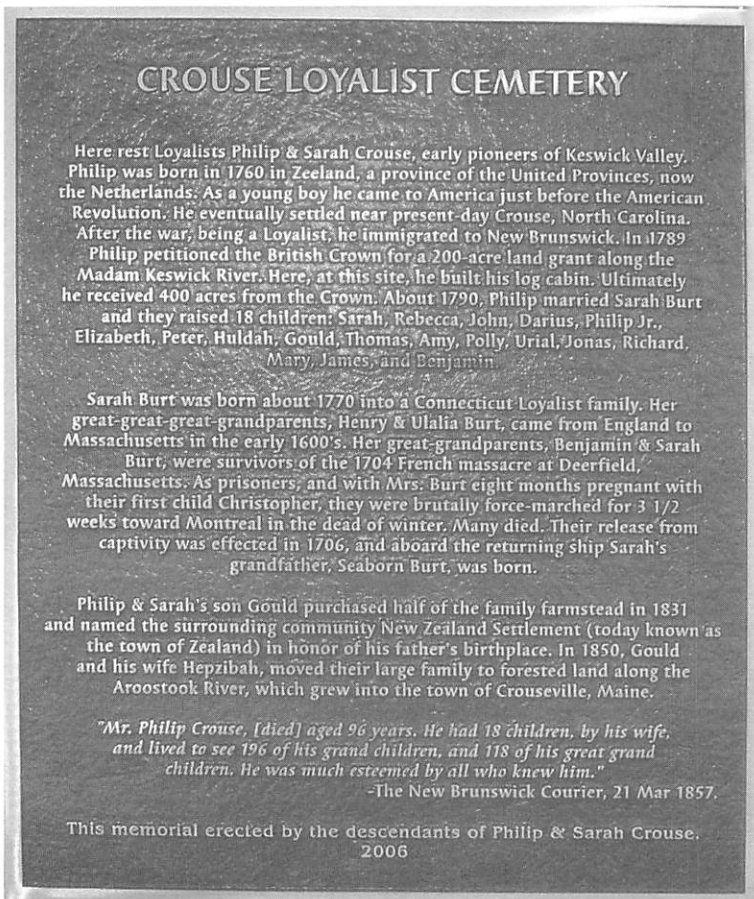 CROUSE LOYALIST CEMETERY
Here rest Loyalists Philip & Sarah Crouse, early pioneers of Keswick Valley.
Philip was born in 1760 in Zeeland, a province of the United Provinces, now
the Netherlands. As a young boy he came to America just before the American
Revolution. He eventually settled near present-day Crouse, North Carolina.
After the war, being a Loyalist, he immigrated to New Brunswick. In 1789
Philip petitioned the British Crown for a 200-acre land grant along the
Madam Keswick River. Here, at this site, he built his log cabin. Ultimately
he received 400 acres from the Crown. About 1790, Philip married Sarah Burt
and they raised 18 children: Sarah, Rebecca, John, Darius, Philip Jr.,
Elizabeth, Peter, Huldah, Gould, Thomas, Amy, Polly, Urial, Jonas, Richard,
Mary, James, and Benjamin.
Sarah Burt was born about 1770 into a Connecticut Loyalist family. Her
great-great-great-grandparents, Henry & Ulalia Burt, came from England to
Massachusetts in the early 1600's. Her great-grandparents, Benjamin & Sarah
Burt, were survivors of the 1704 French massacre at Deerfield,
Massachusetts. As prisoners, and with Mrs. Burt eight months pregnant with
their first child Christopher, they were brutally force-marched for 3 1/2
weeks toward Montreal in the dead of winter. Many died. Their release from
captivity was effected in 1706, and aboard the returning ship Sarah's
grandfather, Seaborn Burt, was born.
Philip & Sarah's son Gould purchased half of the family farmstead in 1831
and named the surrounding community New Zealand Settlement (today known as
the town of Zealand) in honor of his father's birthplace. In 1850, Gould
and his wife Hepzibah, moved their large family to forested land along the
Aroostook River, which grew into the town of Crouseville, Maine.
"Mr. Philip Crouse, [died] aged 96 years. He had 18 children, by his wife,
and lived to see 196 of his grand children, and 118 of his great grand
children. He was much esteemed by all who knew him."
-The New Brunswick Courier, 21 Mar 1857.
This memorial erected by the descendants of Philip & Sarah Crouse.
2006